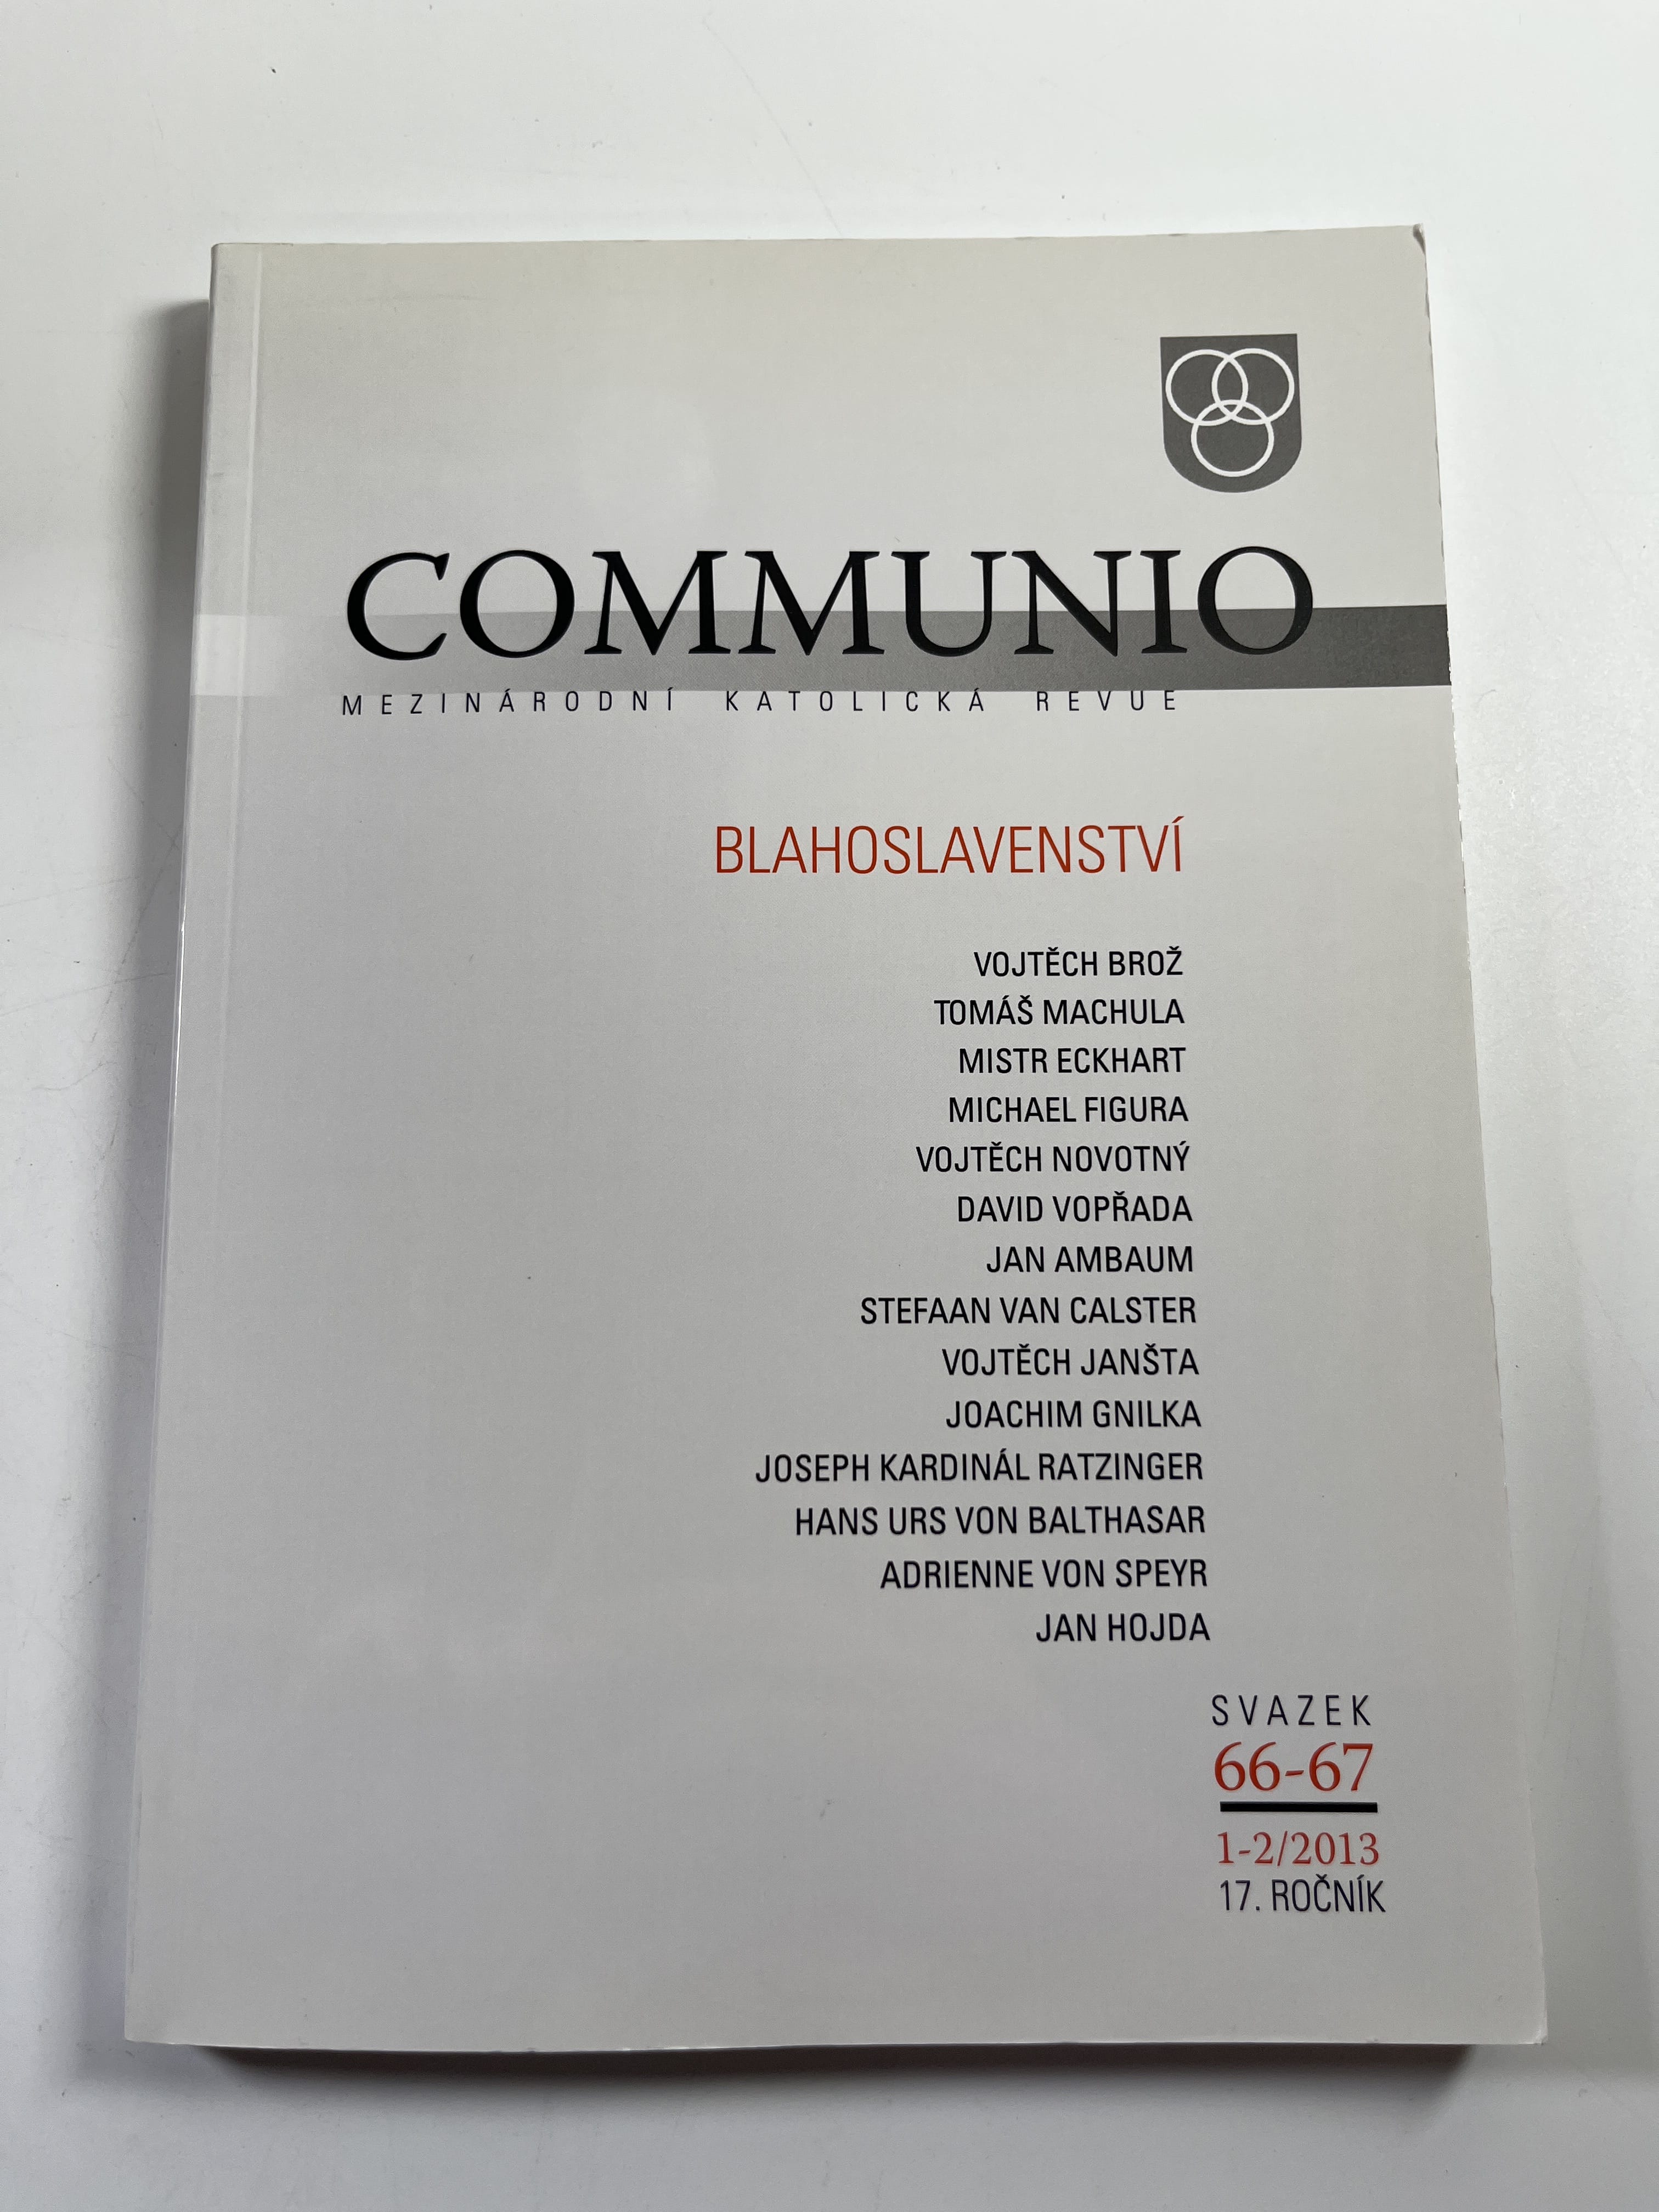 COMMUNIO
MEZINÁRODNÍ KATOLICKÁ REVUE
BLAHOSLAVENSTVÍ
VOJTĚCH BROŽ
TOMÁŠ MACHULA
MISTR ECKHART
MICHAEL FIGURA
VOJTĚCH NOVOTNÝ
DAVID VOPŘADA
JAN AMBAUM
STEFAAN VAN CALSTER
VOJTĚCH JANŠTA
JOACHIM GNILKA
JOSEPH KARDINÁL RATZINGER
HANS URS VON BALTHASAR
ADRIENNE VON SPEYR
JAN HOJDA
SVAZEK
66-67
1-2/2013
17. ROČNÍK